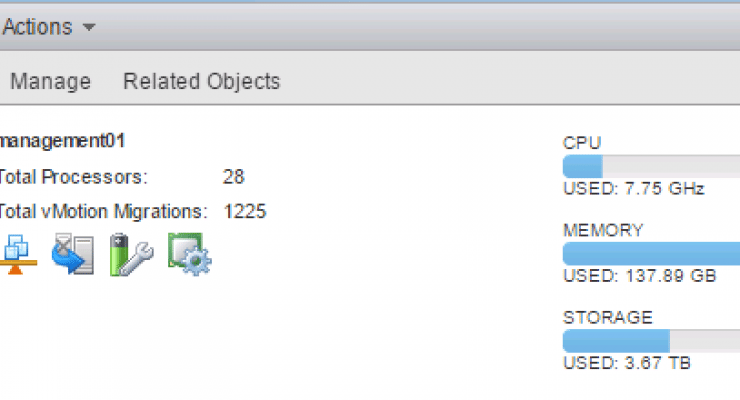 Actions
Manage Related Objects
management01
Total Processors: 28
Total vMotion Migrations: 1225
CPU
USED: 7.75 GHz
MEMORY
USED: 137.89 GB
STORAGE
USED: 3.67 TB